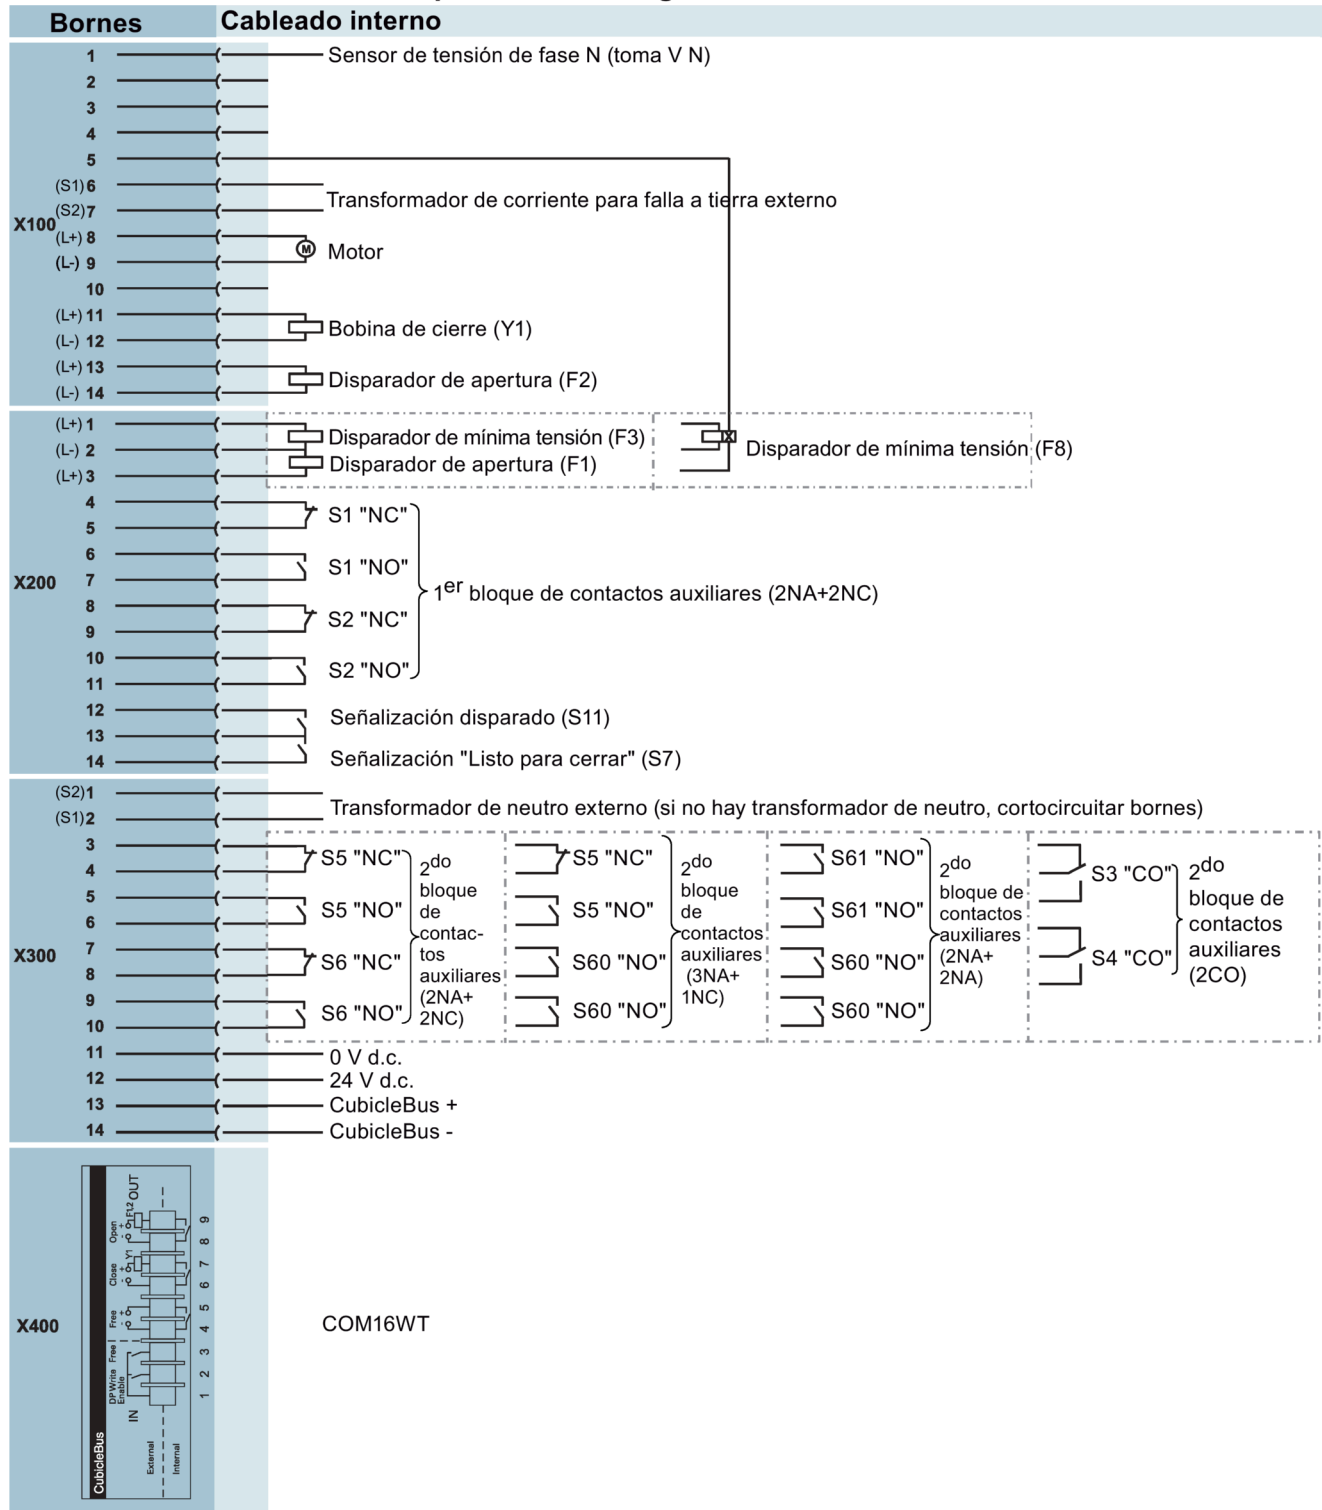 Bornes Cableado interno
X100
1 Sensor de tensión de fase N (toma V N)
2
3
4
5
(S1) 6
Transformador de corriente para falla a tierra externo
(S2) 7
(L+) 8
M Motor
(L-) 9
10
(L+) 11
Bobina de cierre (Y1)
(L-) 12
(L+) 13
Disparador de apertura (F2)
(L-) 14
X200
(L+) 1
Disparador de mínima tensión (F3)
Disparador de mínima tensión (F8)
(L-) 2
Disparador de apertura (F1)
(L+) 3
4
S1 "NC"
5
6
S1 "NO"
7
1er bloque de contactos auxiliares (2NA+2NC)
8
S2 "NC"
9
10
S2 "NO"
11
12
Señalización disparado (S11)
13
Señalización "Listo para cerrar" (S7)
14
X300
(S2) 1
Transformador de neutro externo (si no hay transformador de neutro, cortocircuitar bornes)
(S1) 2
3
4
5
6
7
8
9
10
S5 "NC"
S5 "NO"
S6 "NC"
S6 "NO"
2do
bloque
de
contac-
tos
auxiliares
(2NA+
2NC)
S5 "NC"
S5 "NO"
S60 "NO"
S60 "NO"
2do
bloque
de
contactos
auxiliares
(3NA+
1NC)
S61 "NO"
S61 "NO"
S60 "NO"
S60 "NO"
2do
bloque de
contactos
auxiliares
(2NA+
2NA)
S3 "CO"
S4 "CO"
2do
bloque de
contactos
auxiliares
(2CO)
11 0 V d.c.
12 24 V d.c.
13 CubicleBus +
14 CubicleBus -
X400
COM16WT
CubicleBus
IN
OUT
DP Write
Enable
Free
Free - +
Close - +
Y1
Open - +
F1,2
External
Internal
1 2 3 4 5 6 7 8 9